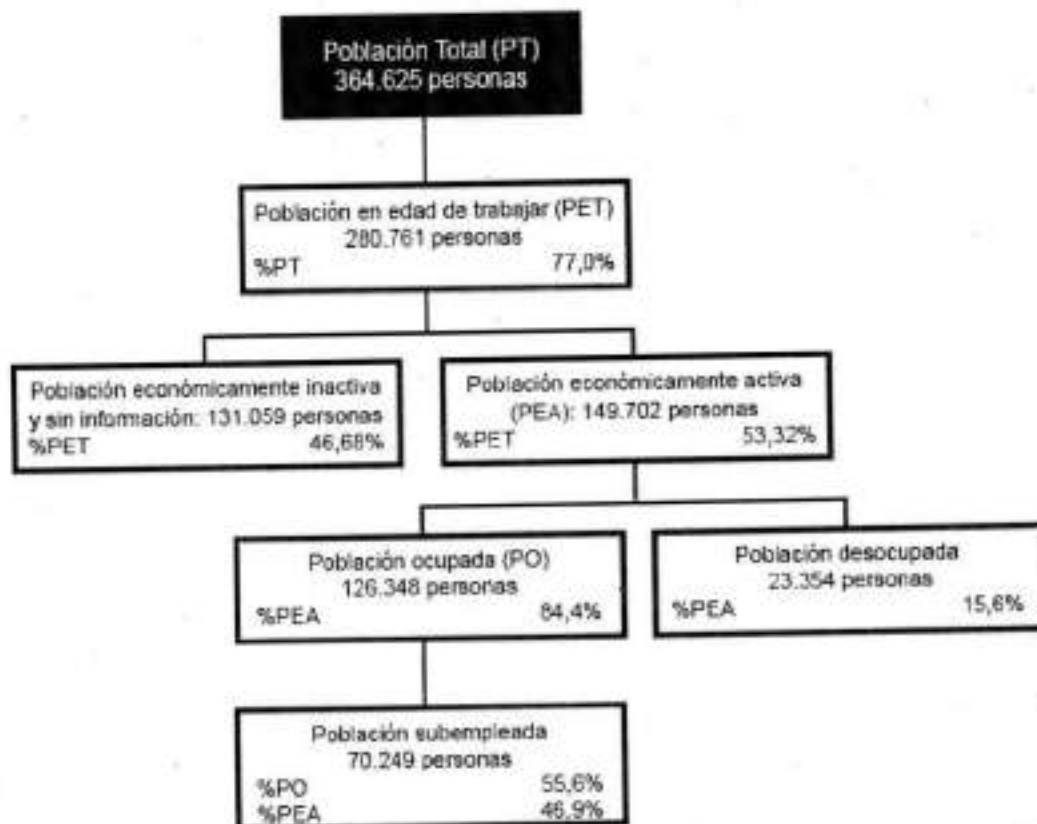 Población Total (PT)
364.625 personas
Población en edad de trabajar (PET)
280.761 personas
%PT 77,0%
Población económicamente inactiva
y sin información: 131.059 personas
%PET 46,68%
Población económicamente activa
(PEA): 149.702 personas
%PET 53,32%
Población ocupada (PO)
126.348 personas
%PEA 84,4%
Población desocupada
23.354 personas
%PEA 15,6%
Población subempleada
70.249 personas
%PO 55,6%
%PEA 46,9%